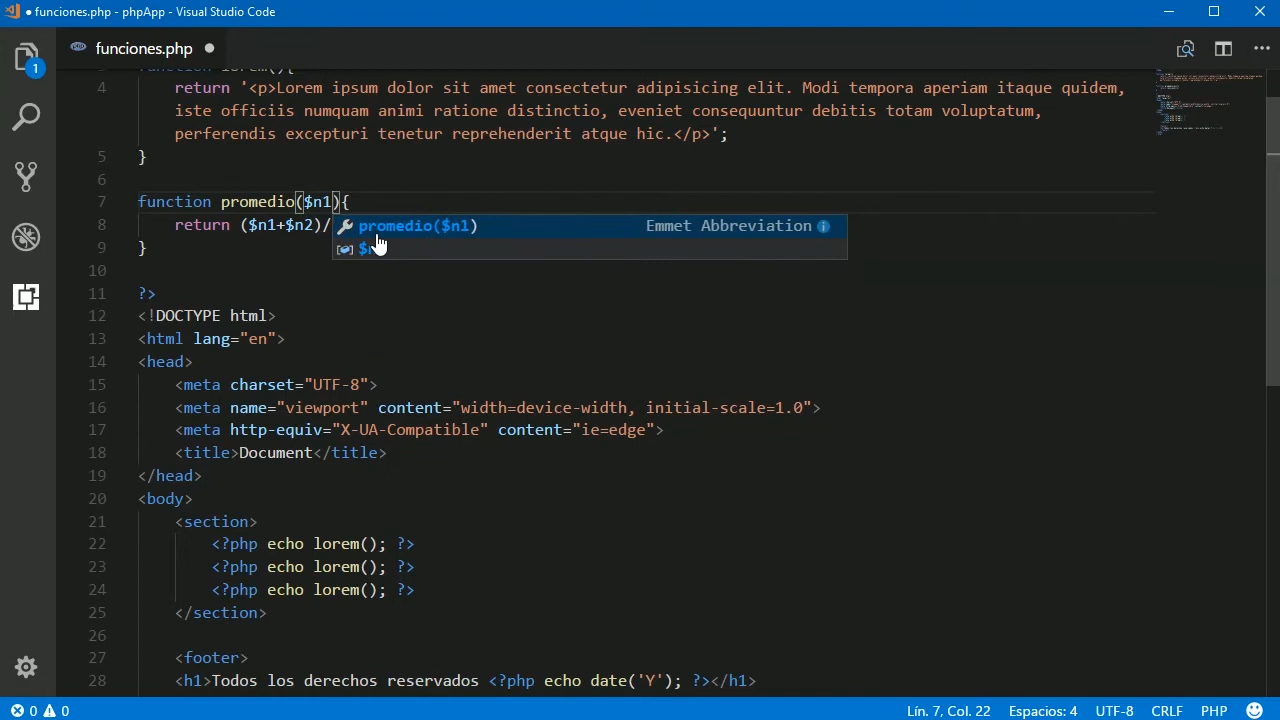 ● funciones.php - phpApp - Visual Studio Code
funciones.php ●
1
4 return '<p>Lorem ipsum dolor sit amet consectetur adipisicing elit. Modi tempora aperiam itaque quidem,
iste officiis numquam animi ratione distinctio, eveniet consequuntur debitis totam voluptatum,
perferendis excepturi tenetur reprehenderit atque hic.</p>';
5 }
6
7 function promedio($n1){
8 return ($n1+$n2)/
promedio($n1) Emmet Abbreviation
9 }
10
11 ?>
12 <!DOCTYPE html>
13 <html lang="en">
14 <head>
15 <meta charset="UTF-8">
16 <meta name="viewport" content="width=device-width, initial-scale=1.0">
17 <meta http-equiv="X-UA-Compatible" content="ie=edge">
18 <title>Document</title>
19 </head>
20 <body>
21 <section>
22 <?php echo lorem(); ?>
23 <?php echo lorem(); ?>
24 <?php echo lorem(); ?>
25 </section>
26
27 <footer>
28 <h1>Todos los derechos reservados <?php echo date('Y'); ?></h1>
0 0 Lín. 7, Col. 22 Espacios: 4 UTF-8 CRLF PHP